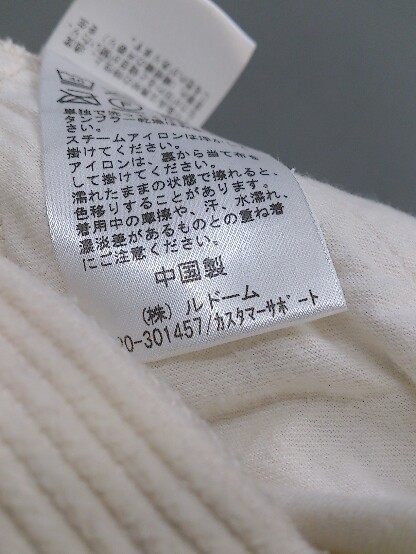 単独で
タンブラー乾燥は
さい。
スチームアイロンは浮か
掛けてください。
アイロンは、裏から当て布を
して掛けてください。
濡れたままの状態で擦れると、
色移りすることがあります。
着用中の摩擦や、汗、水濡れ、
濃淡差があるものとの重ね着
にご注意ください。
中国製
(株) ルドーム
20-301457/カスタマーサポート